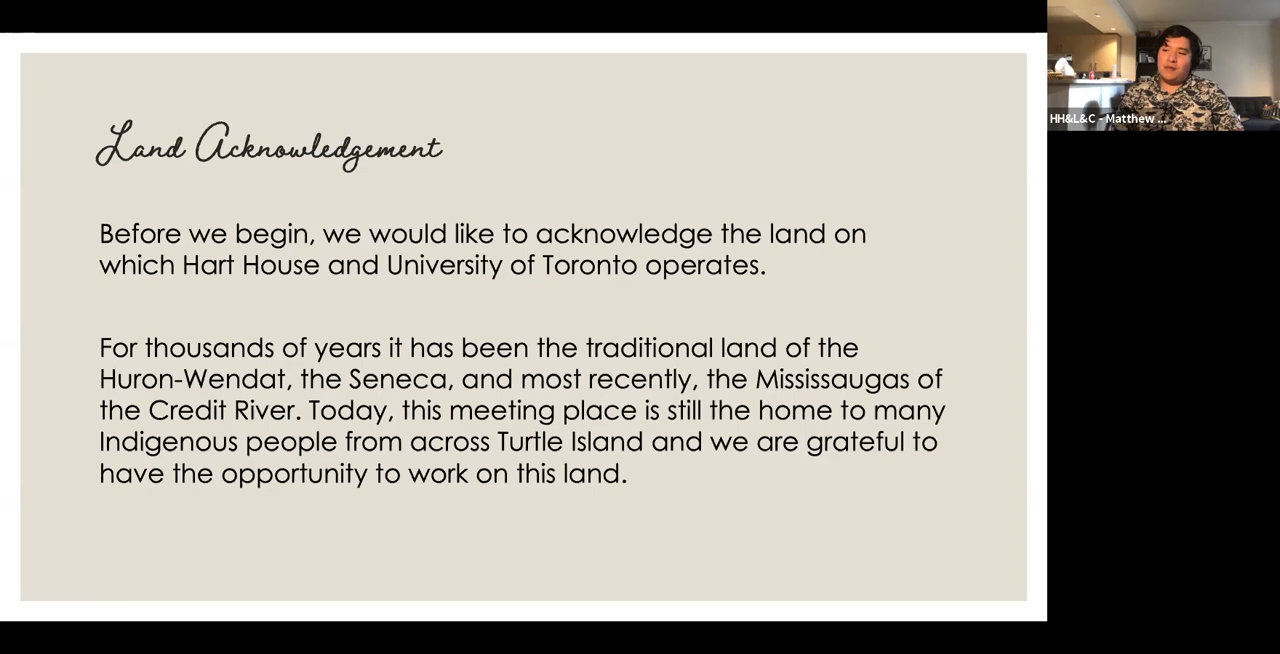 Land Acknowledgement
Before we begin, we would like to acknowledge the land on
which Hart House and University of Toronto operates.
For thousands of years it has been the traditional land of the
Huron-Wendat, the Seneca, and most recently, the Mississaugas of
the Credit River. Today, this meeting place is still the home to many
Indigenous people from across Turtle Island and we are grateful to
have the opportunity to work on this land.
HH&L&C - Matthew ...